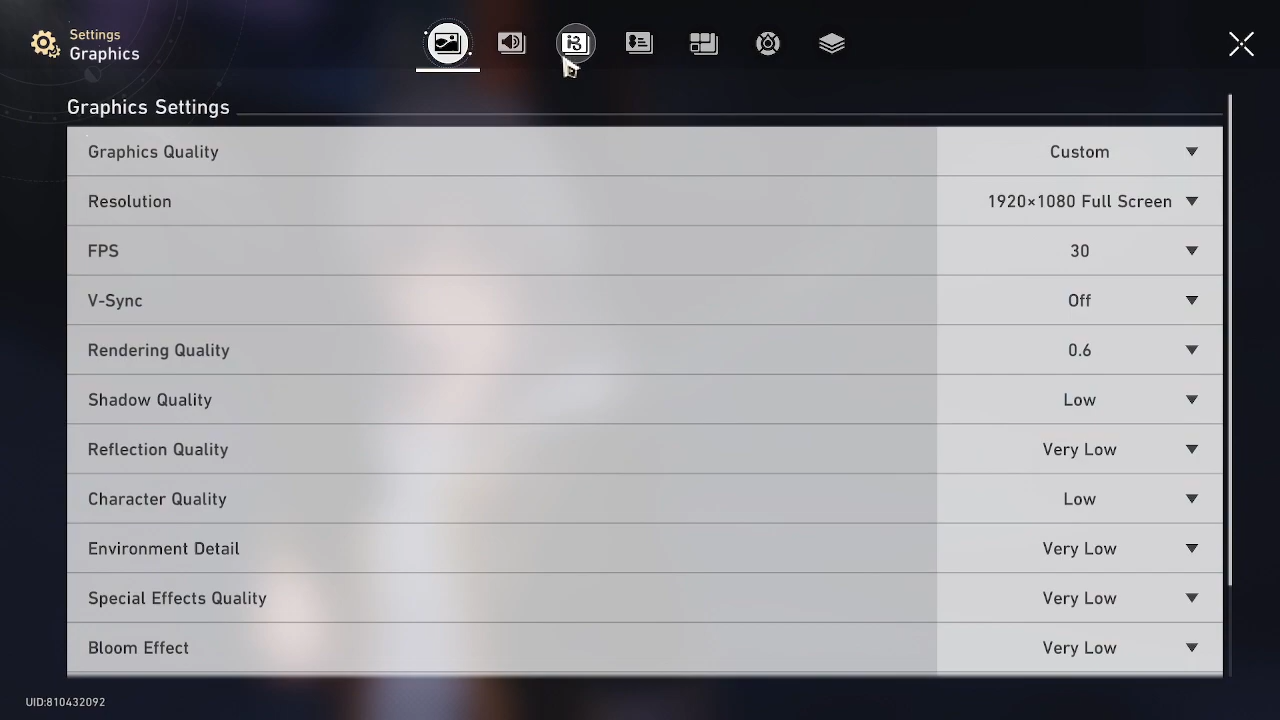 Settings
Graphics
Graphics Settings
Graphics Quality Custom
Resolution 1920×1080 Full Screen
FPS 30
V-Sync Off
Rendering Quality 0.6
Shadow Quality Low
Reflection Quality Very Low
Character Quality Low
Environment Detail Very Low
Special Effects Quality Very Low
Bloom Effect Very Low
UID:810432092